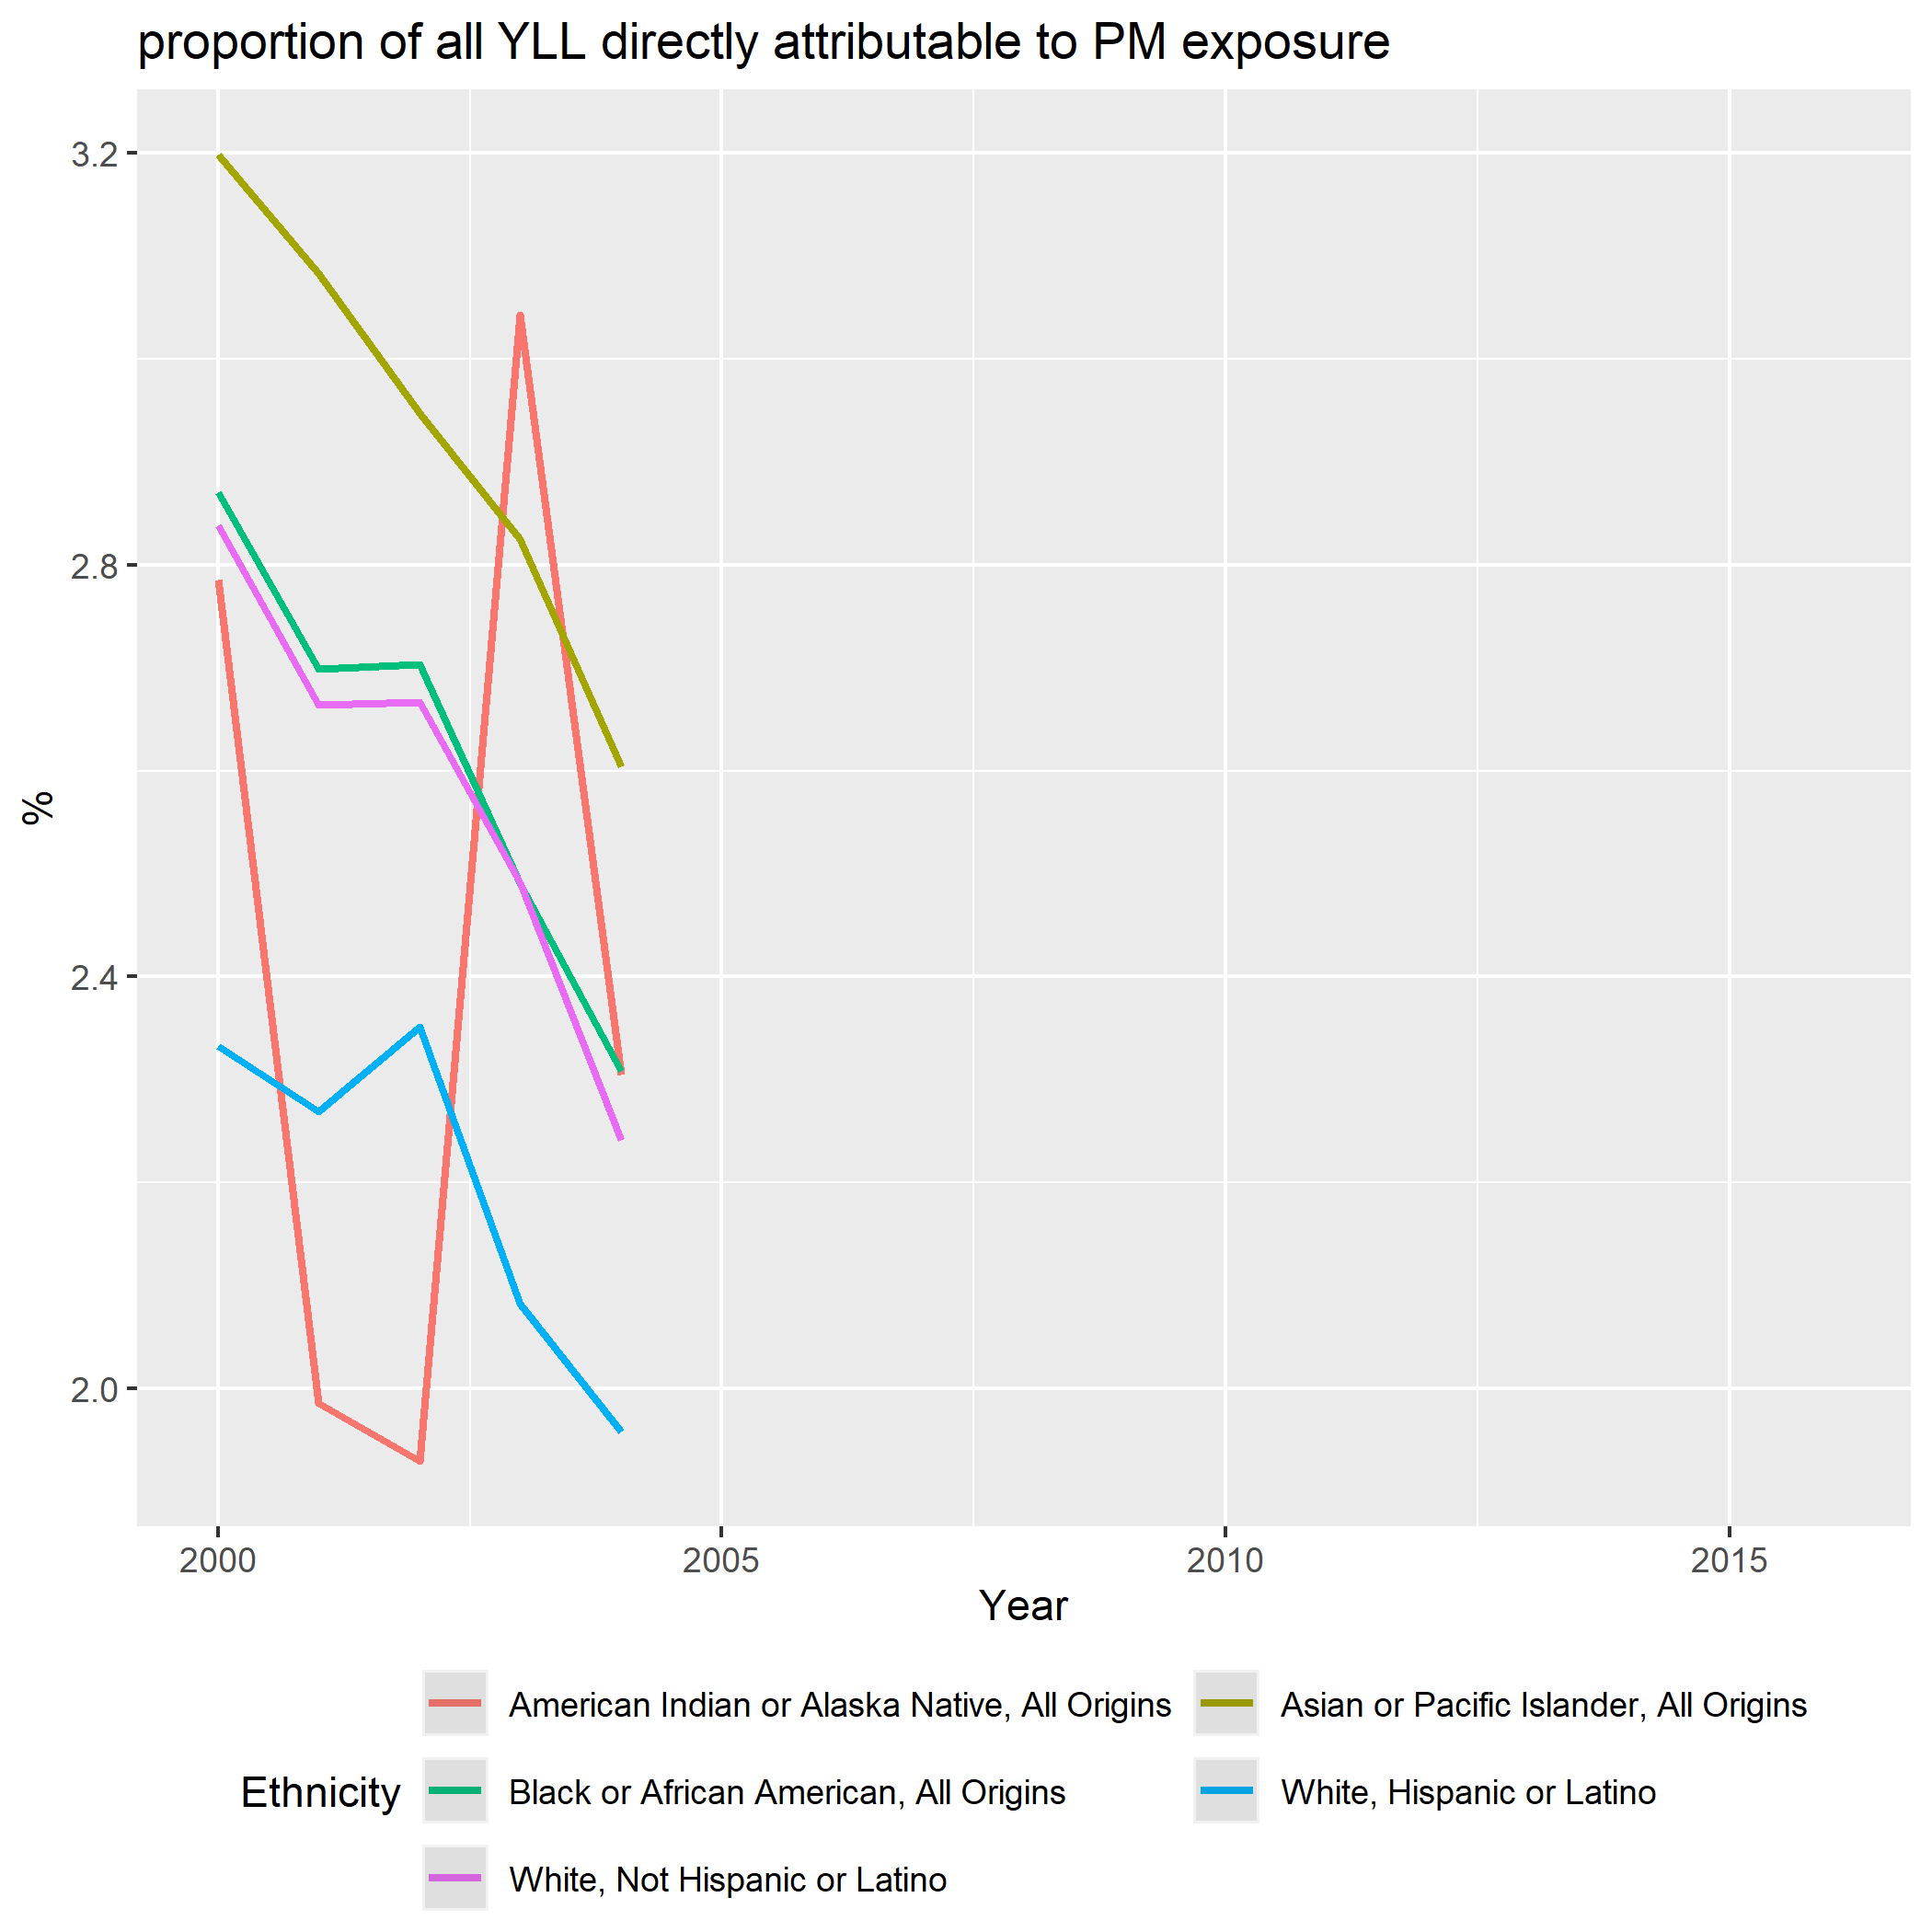 proportion of all YLL directly attributable to PM exposure
3.2
2.8
2.4
2.0
%
2000 2005 2010 2015
Year
American Indian or Alaska Native, All Origins Asian or Pacific Islander, All Origins
Ethnicity Black or African American, All Origins White, Hispanic or Latino
White, Not Hispanic or Latino